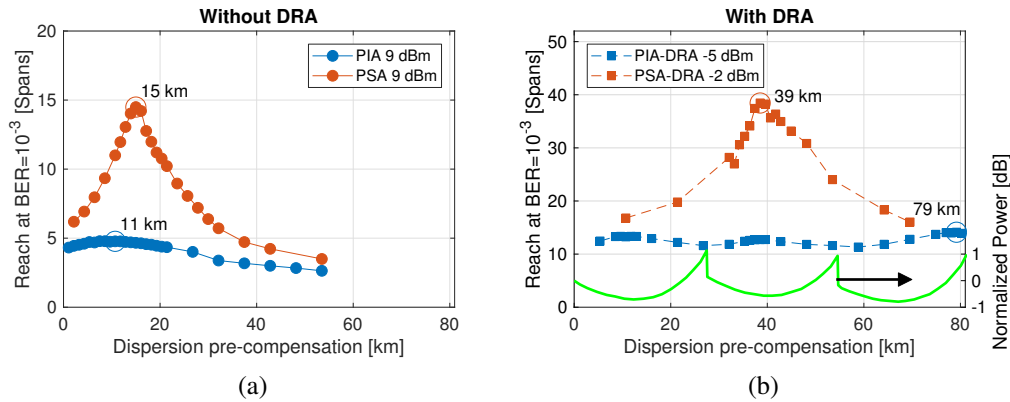 Without DRA
20
15
10
5
0
0
20
40
60
80
Reach at BER=10⁻³ [Spans]
Dispersion pre-compensation [km]
PIA 9 dBm
PSA 9 dBm
15 km
11 km
(a)
With DRA
50
40
30
20
10
0
0
20
40
60
80
Reach at BER=10⁻³ [Spans]
Dispersion pre-compensation [km]
PIA-DRA -5 dBm
PSA-DRA -2 dBm
39 km
79 km
1
0
-1
Normalized Power [dB]
(b)